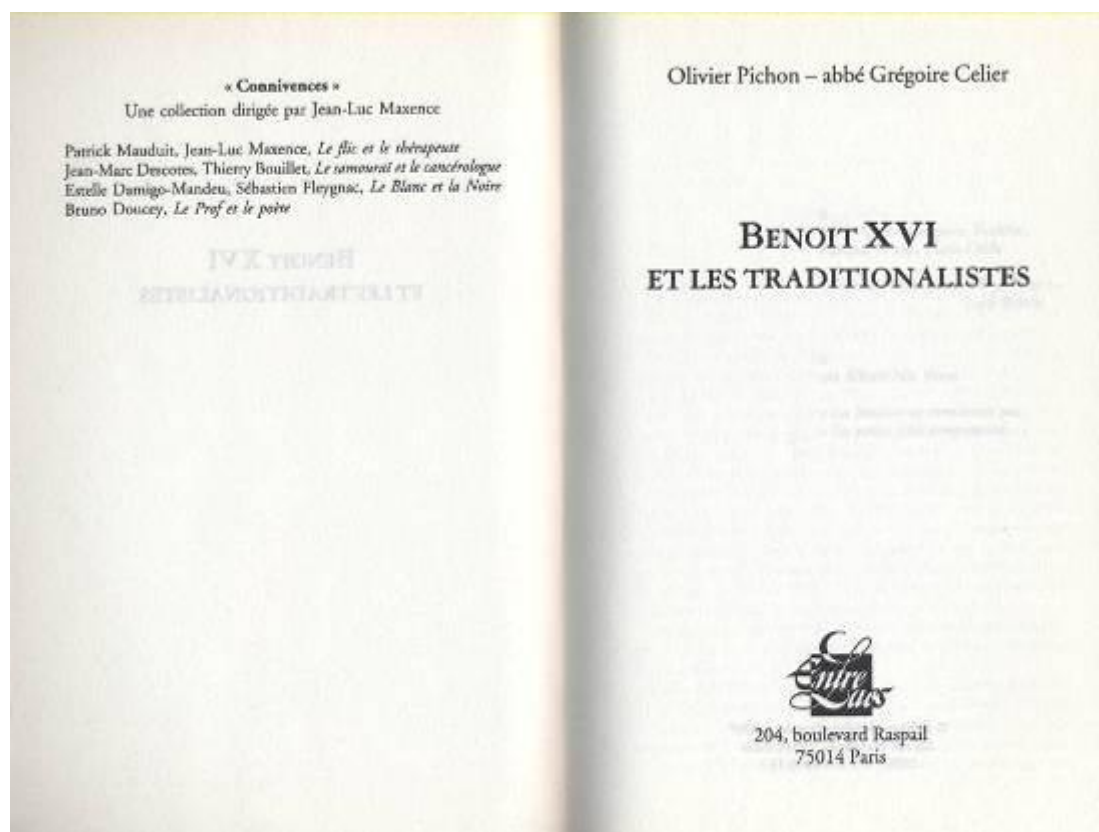 « Connivences »
Une collection dirigée par Jean-Luc Maxence
Patrick Mauduit, Jean-Luc Maxence, Le flic et le thérapeute
Jean-Marc Descotes, Thierry Bouillet, Le samouraï et le cancérologue
Estelle Damigo-Mandeu, Sébastien Fleygnac, Le Blanc et la Noire
Bruno Doucey, Le Prof et le poète
Olivier Pichon – abbé Grégoire Celier
BENOIT XVI
ET LES TRADITIONALISTES
Entre
Lacs
204, boulevard Raspail
75014 Paris